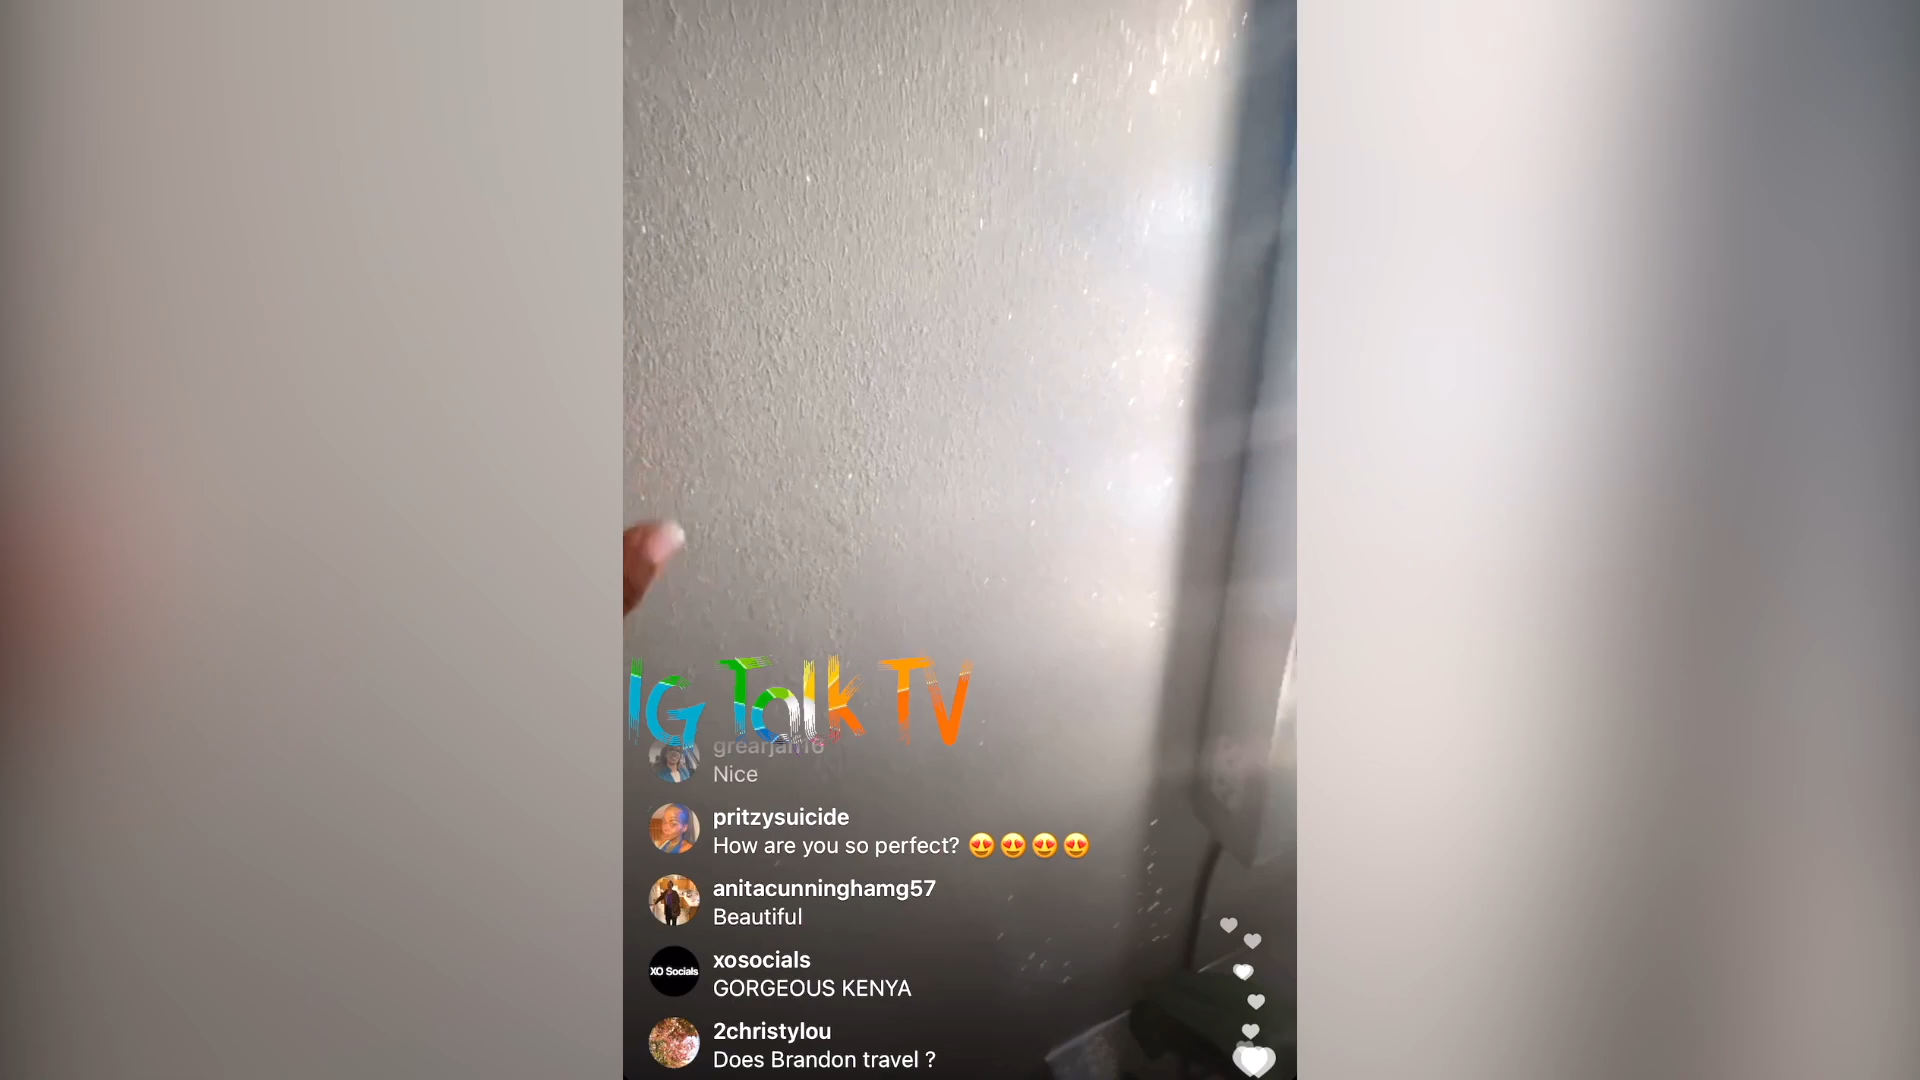 IG Talk TV
grearjan16
Nice
pritzysuicide
How are you so perfect? 😍😍😍😍
anitacunninghamg57
Beautiful
XO Socials
xosocials
GORGEOUS KENYA
2christylou
Does Brandon travel ?